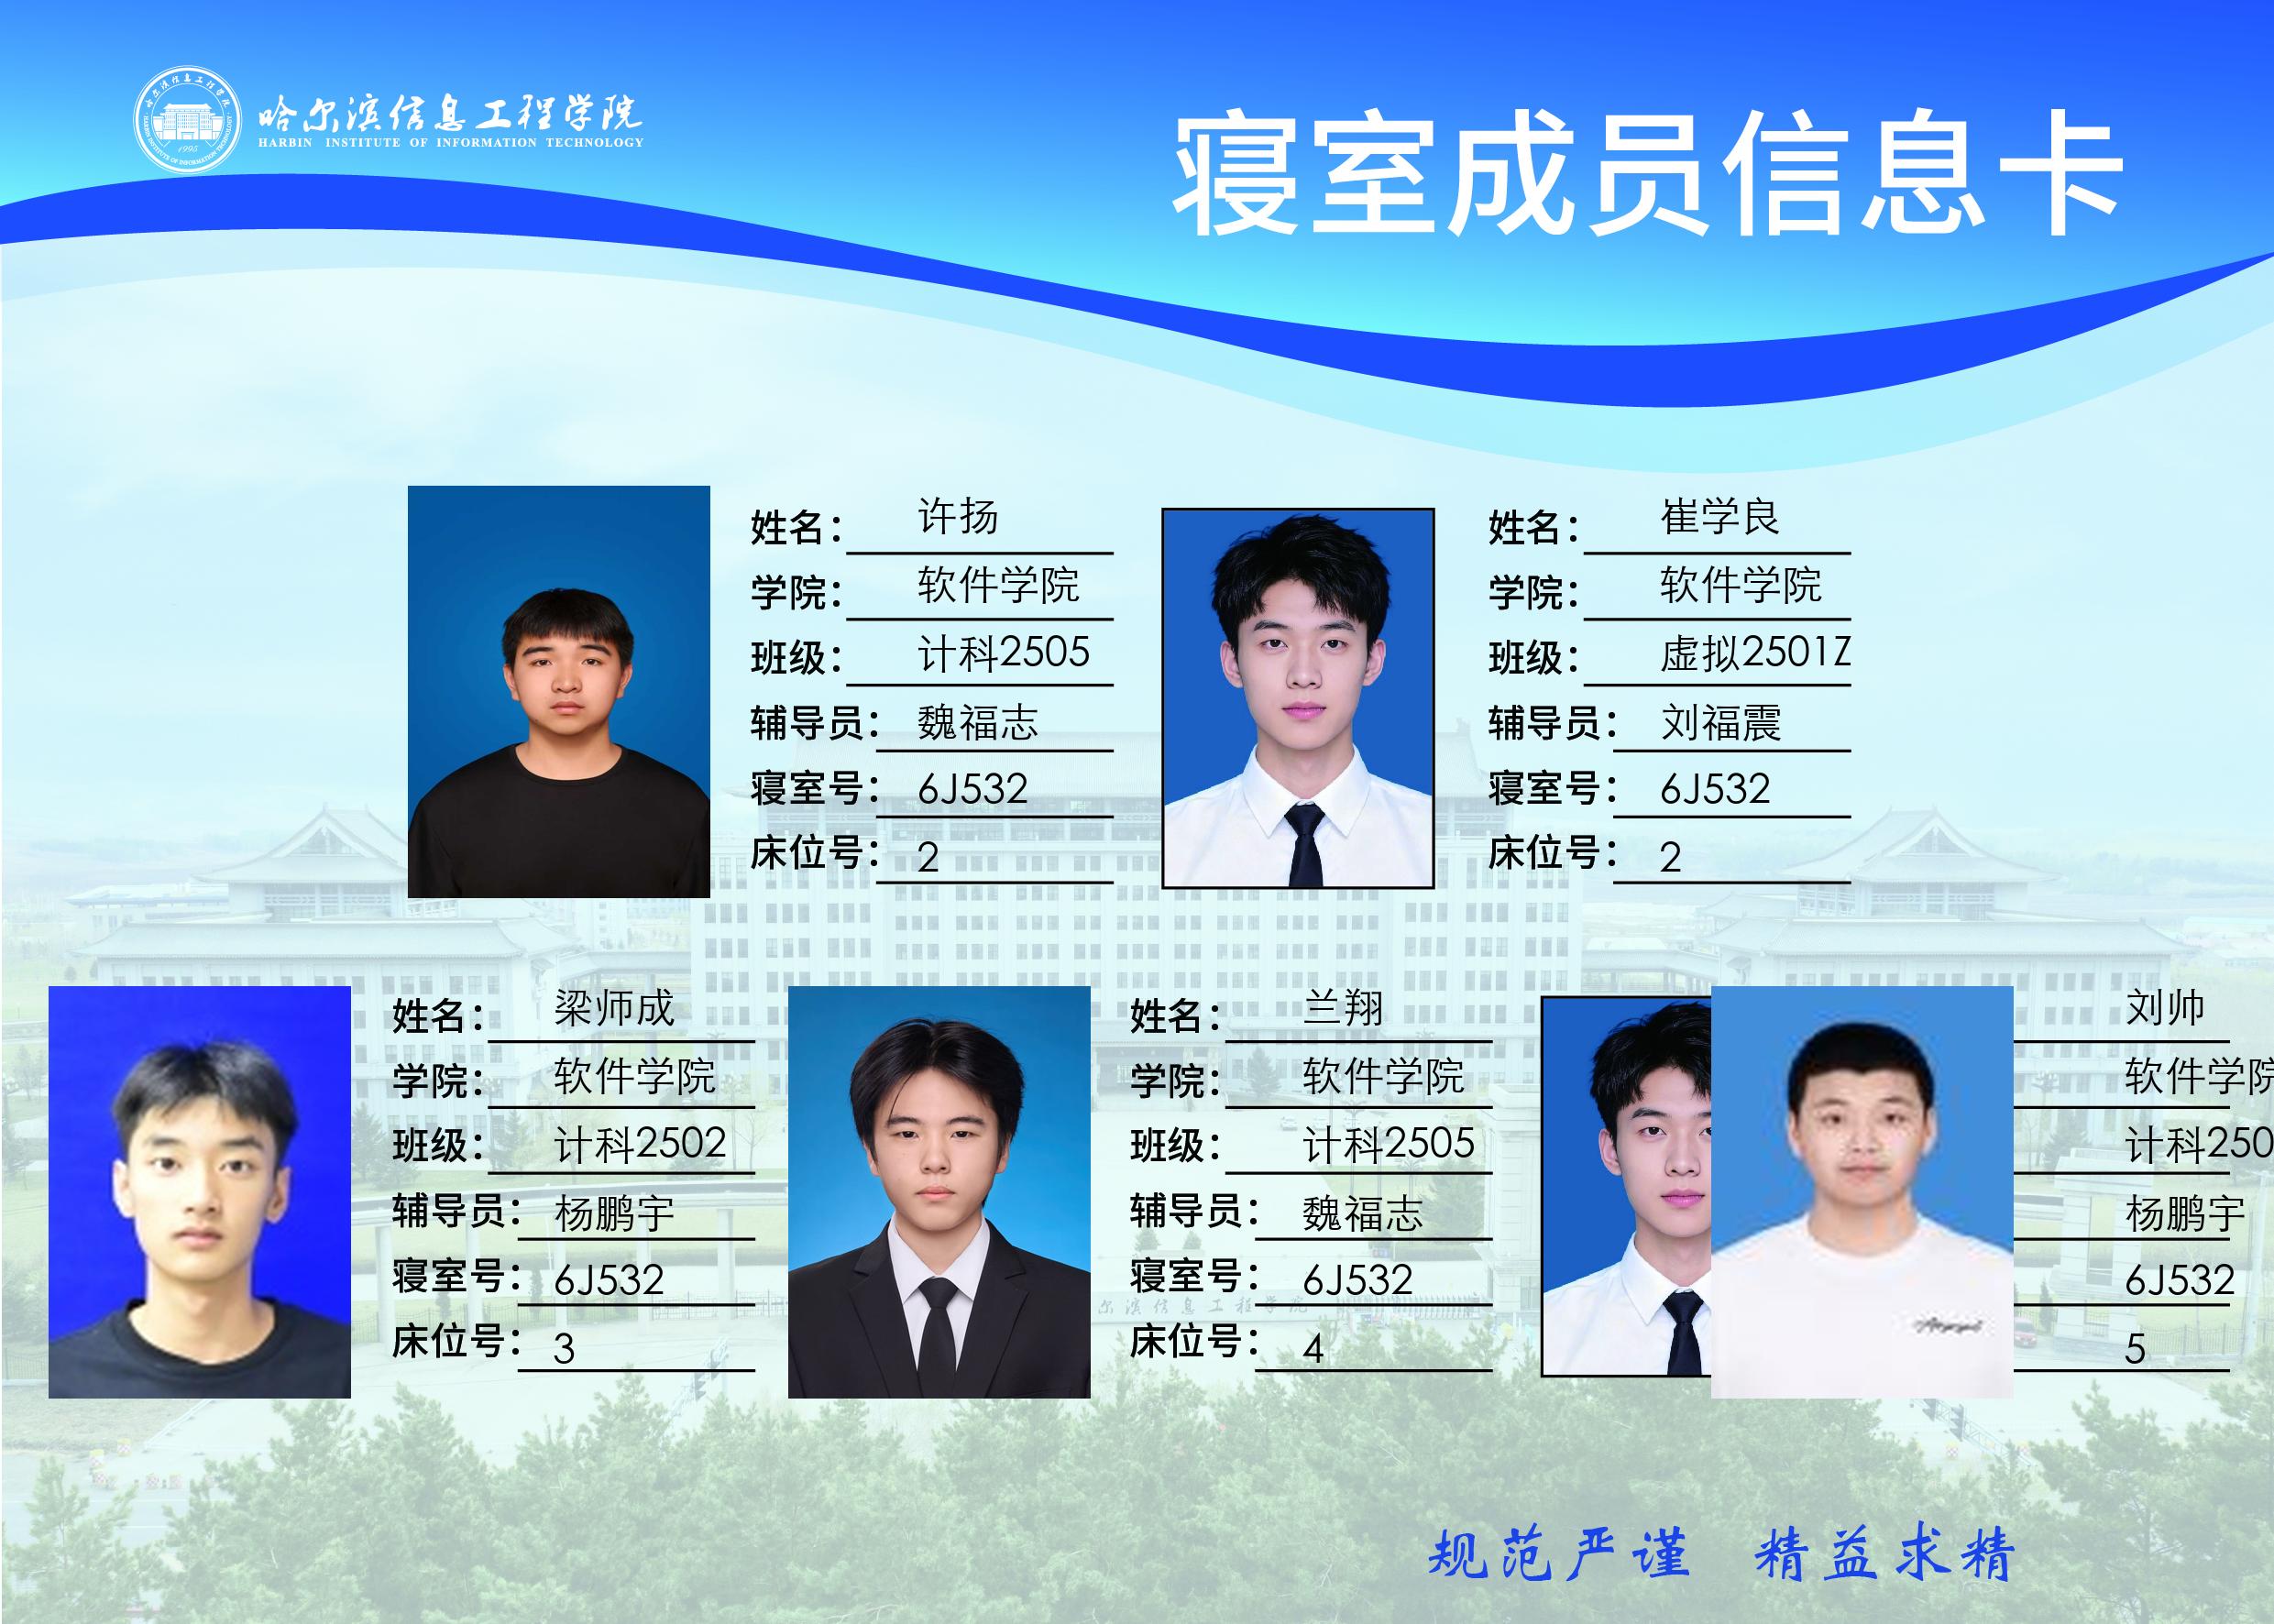 哈尔滨信息工程学院
HARBIN INSTITUTE OF INFORMATION TECHNOLOGY
1995
寝室成员信息卡
姓名： 许扬
学院： 软件学院
班级： 计科2505
辅导员： 魏福志
寝室号： 6J532
床位号： 2
姓名： 崔学良
学院： 软件学院
班级： 虚拟2501Z
辅导员： 刘福震
寝室号： 6J532
床位号： 2
姓名： 梁师成
学院： 软件学院
班级： 计科2502
辅导员： 杨鹏宇
寝室号： 6J532
床位号： 3
姓名： 兰翔
学院： 软件学院
班级： 计科2505
辅导员： 魏福志
寝室号： 6J532
床位号： 4
刘帅
软件学院
计科250
杨鹏宇
6J532
5
尔滨信息工程学院
规范严谨 精益求精